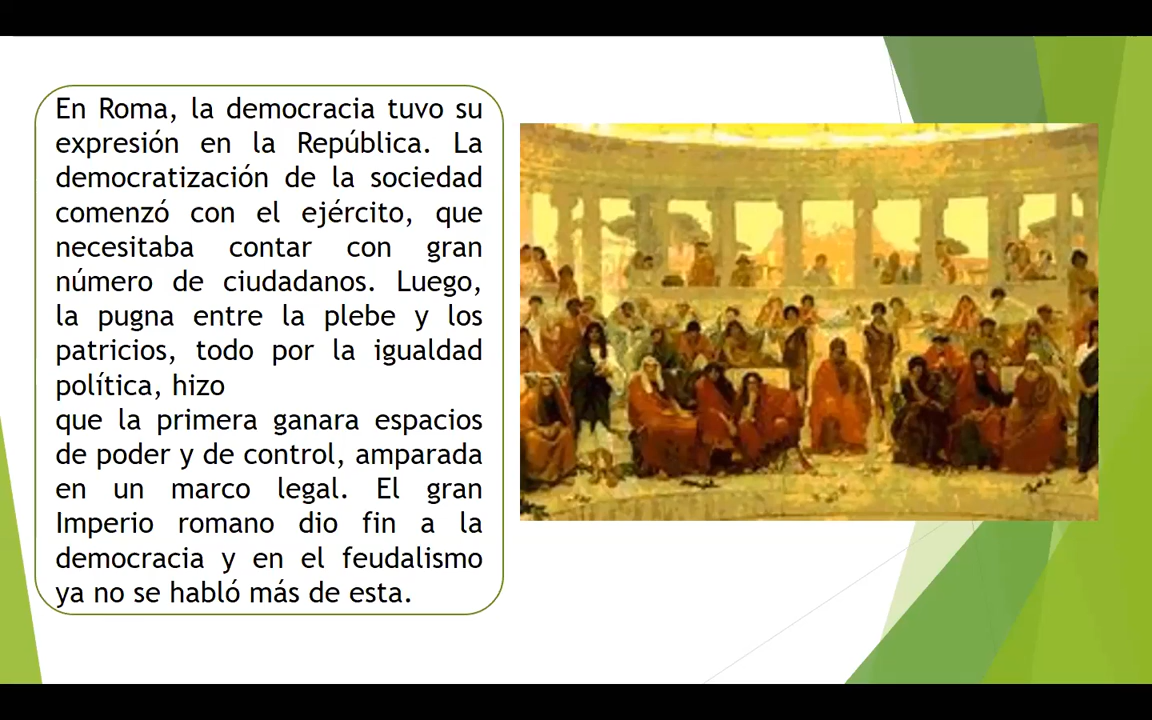 En Roma, la democracia tuvo su
expresión en la República. La
democratización de la sociedad
comenzó con el ejército, que
necesitaba contar con gran
número de ciudadanos. Luego,
la pugna entre la plebe y los
patricios, todo por la igualdad
política, hizo
que la primera ganara espacios
de poder y de control, amparada
en un marco legal. El gran
Imperio romano dio fin a la
democracia y en el feudalismo
ya no se habló más de esta.